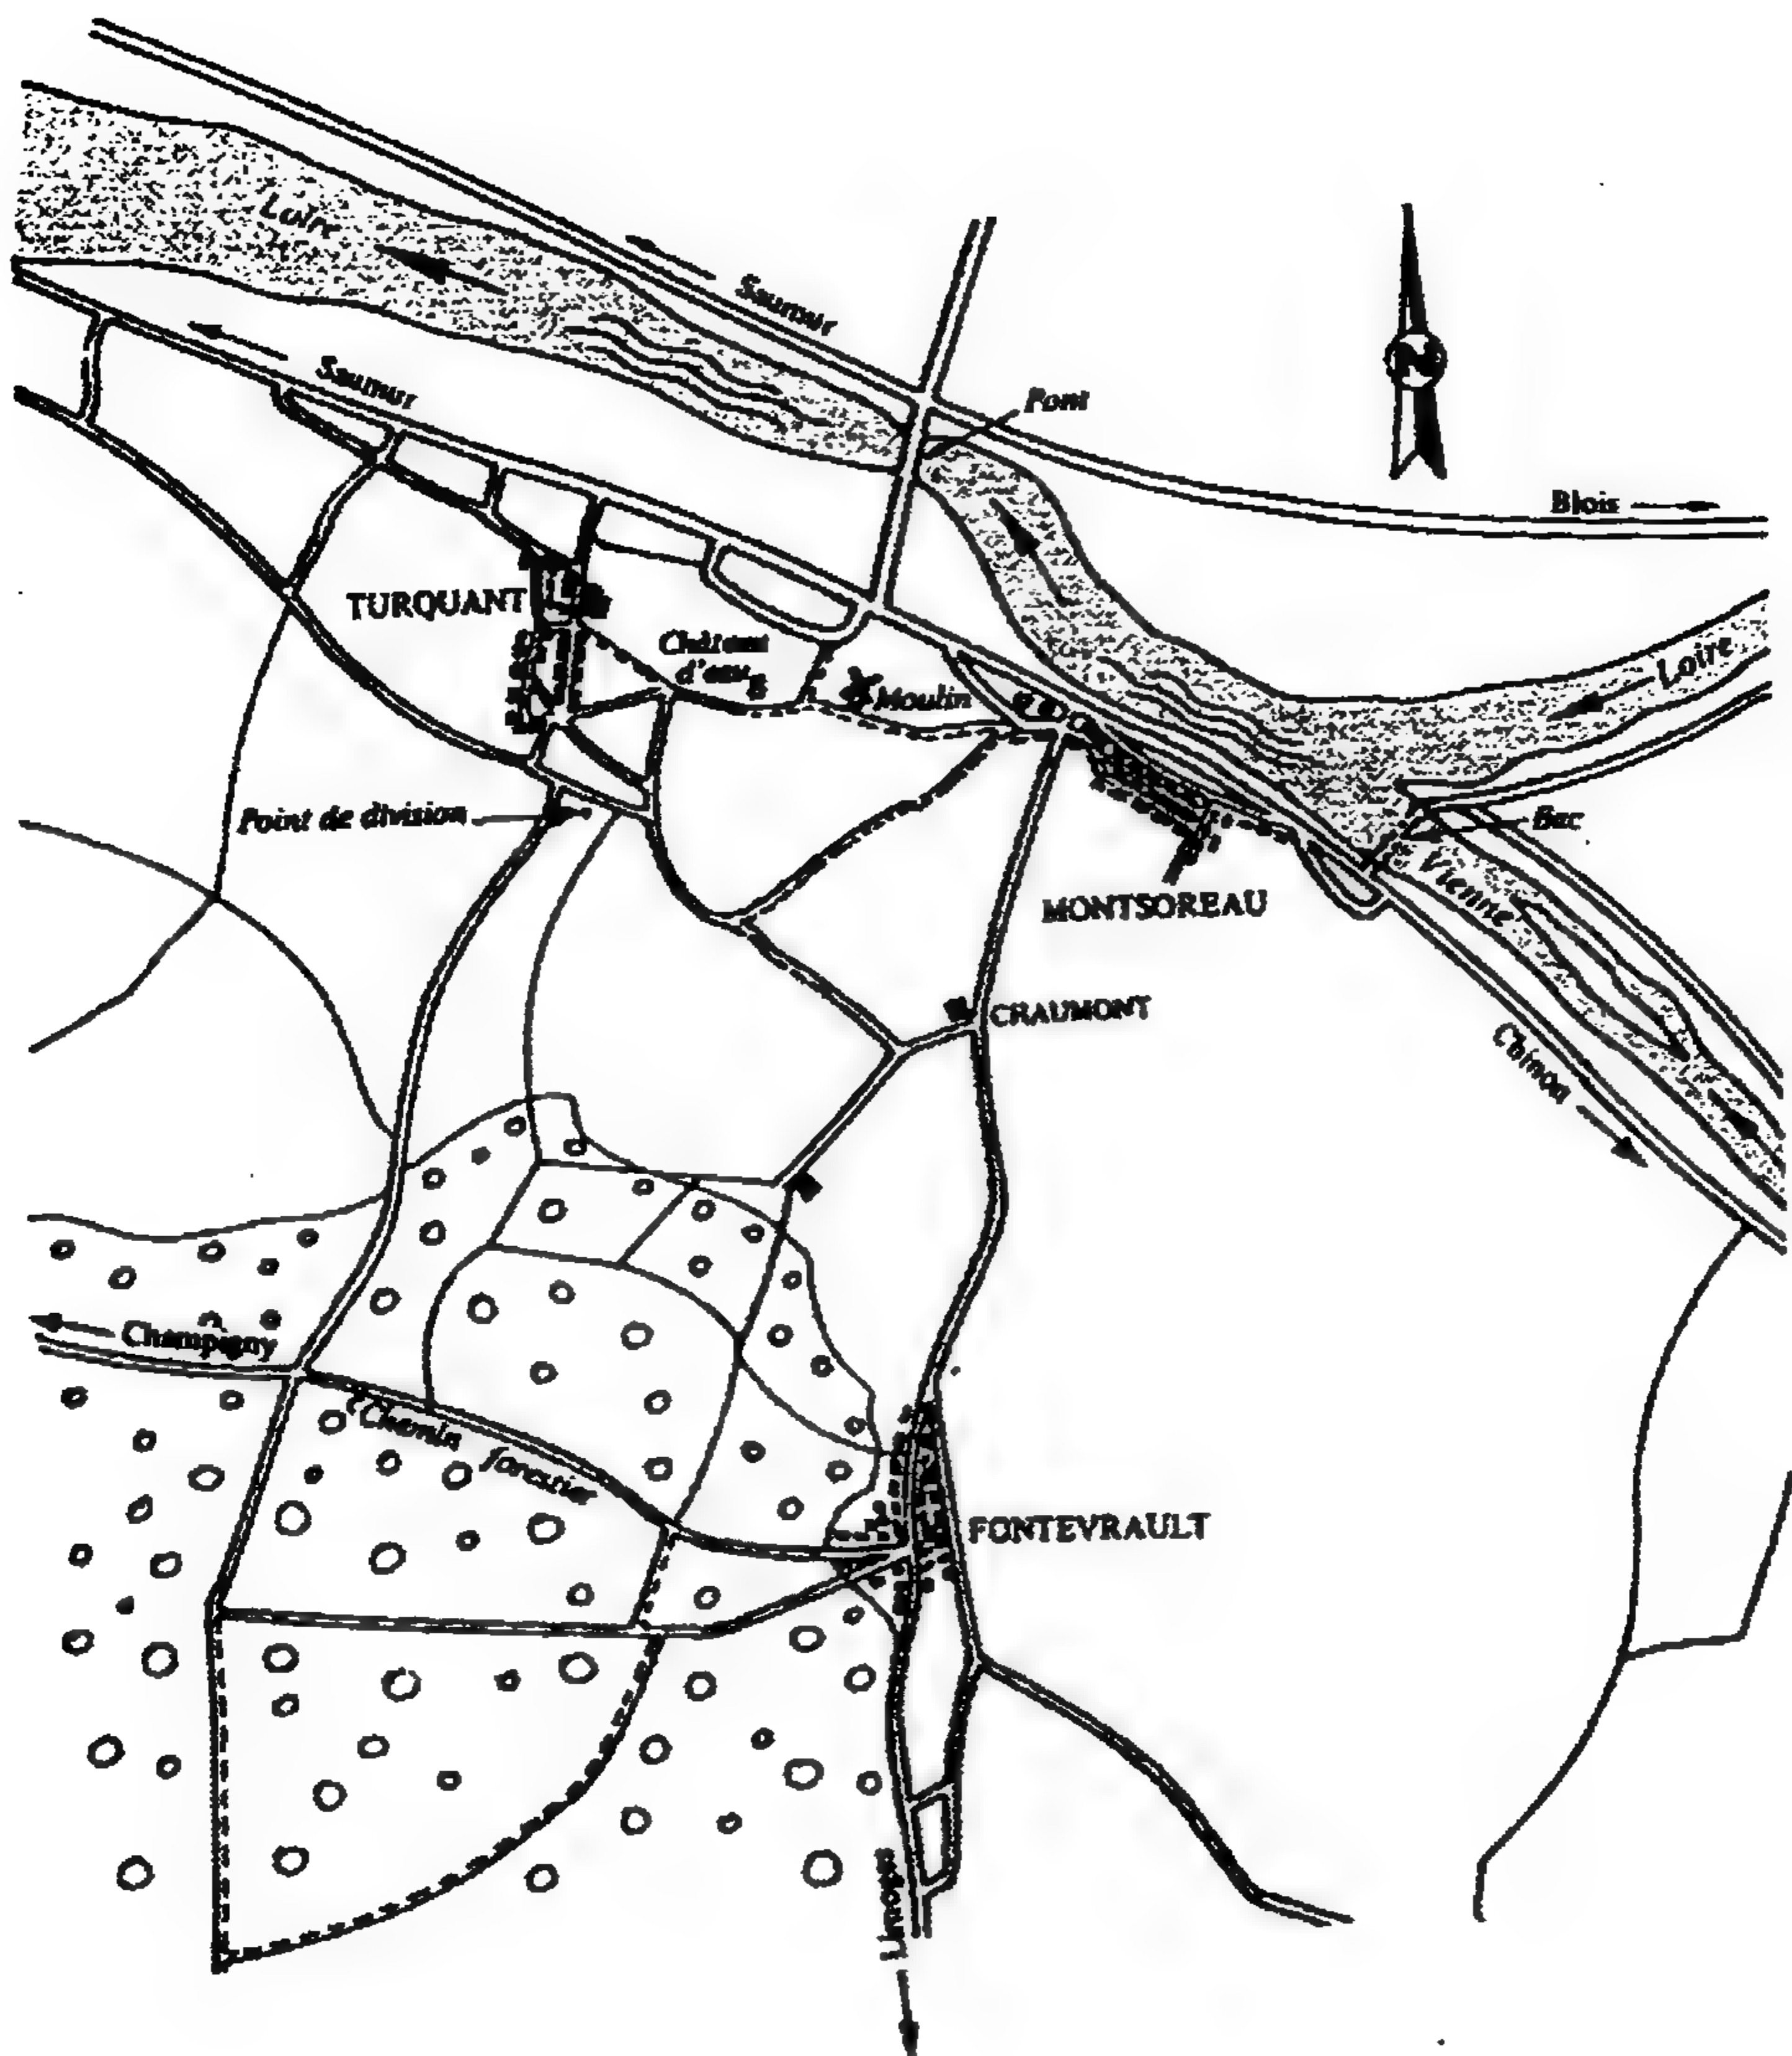 Loire
Saumur
Saumur
Pont
Blois
TURQUANT
Château
d'eau
Moulin
Loire
Point de division
Bac
Vienne
MONTSOREAU
CRAUMONT
Chinon
Champigny
Chemin
forestier
FONTEVRAULT
Limoges